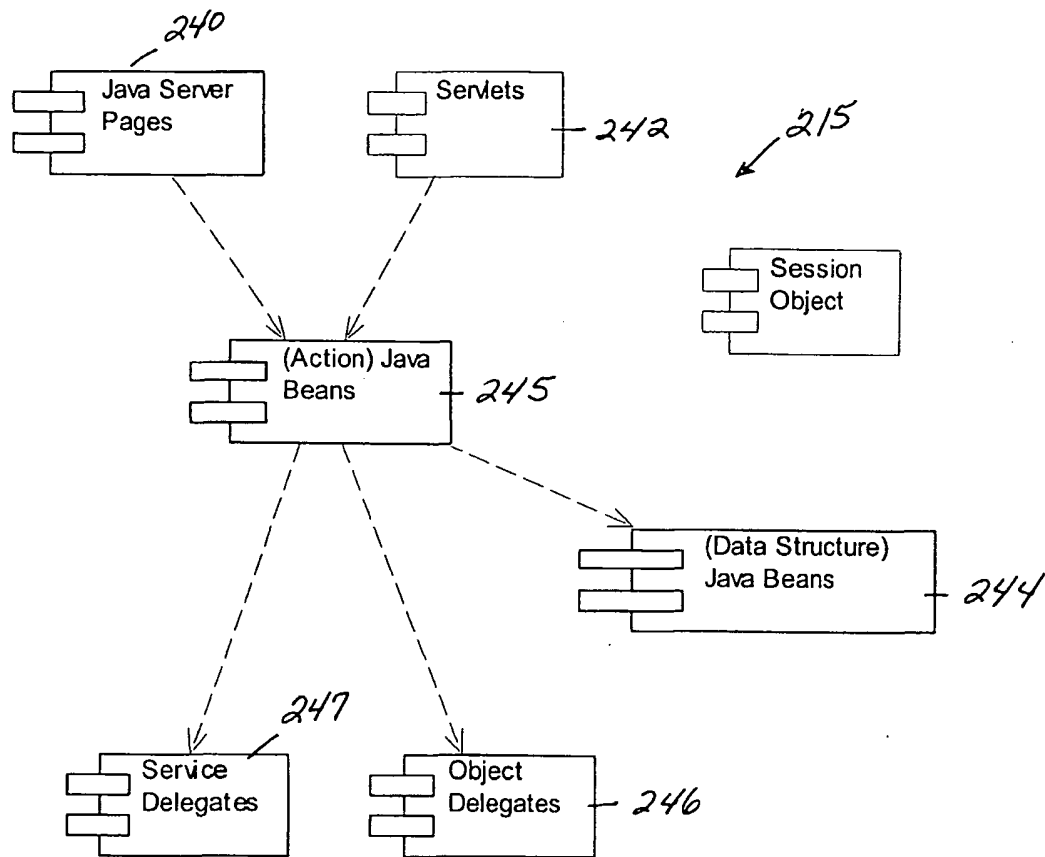 240
Java Server
Pages
Servlets
242
215
Session
Object
(Action) Java
Beans
245
(Data Structure)
Java Beans
244
247
Service
Delegates
Object
Delegates
246